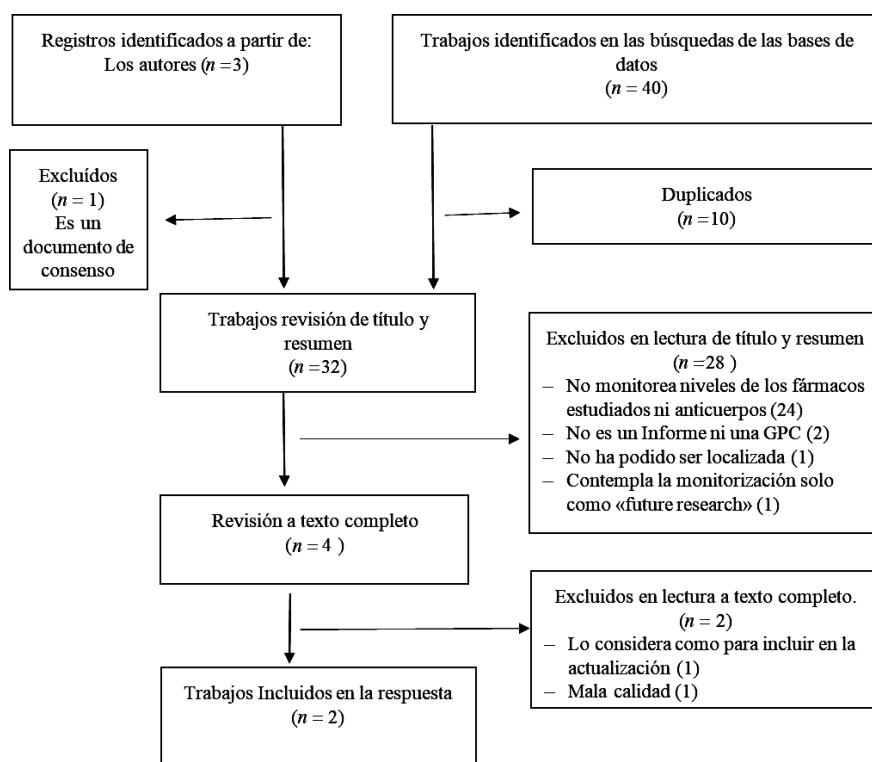 Registros identificados a partir de:
Los autores (n =3)
Trabajos identificados en las búsquedas de las bases de
datos
(n = 40)
Excluídos
(n = 1)
Es un
documento de
consenso
Duplicados
(n =10)
Trabajos revisión de título y
resumen
(n =32)
Excluidos en lectura de título y resumen
(n =28 )
– No monitorea niveles de los fármacos
estudiados ni anticuerpos (24)
– No es un Informe ni una GPC (2)
– No ha podido ser localizada (1)
– Contempla la monitorización solo
como «future research» (1)
Revisión a texto completo
(n = 4 )
Excluidos en lectura a texto completo.
(n = 2)
– Lo considera como para incluir en la
actualización (1)
– Mala calidad (1)
Trabajos Incluidos en la respuesta
(n = 2)